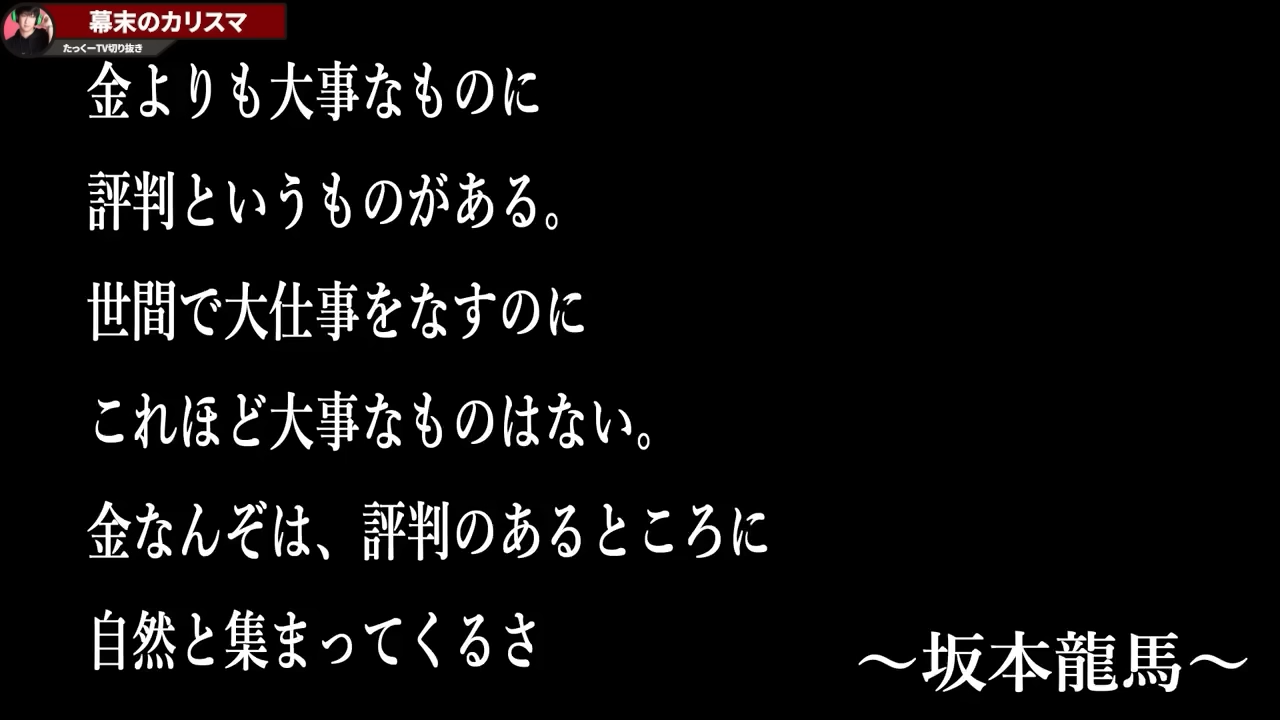 幕末のカリスマ
たっくーTV切り抜き
金よりも大事なものに
評判というものがある。
世間で大仕事をなすのに
これほど大事なものはない。
金なんぞは、評判のあるところに
自然と集まってくるさ
～坂本龍馬～